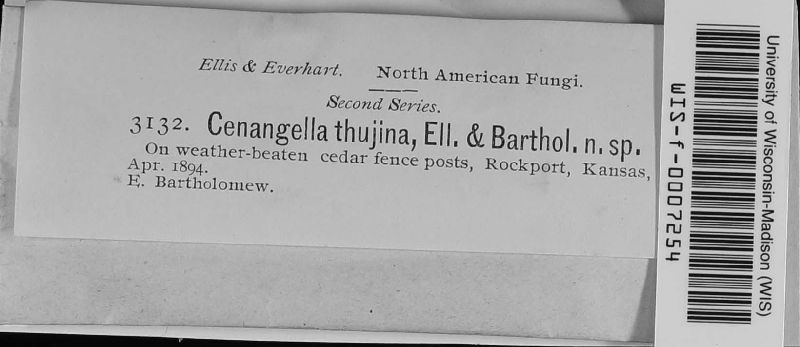 Ellis & Everhart. North American Fungi.
Second Series.
3132. Cenangella thujina, Ell. & Barthol. n. sp.
On weather-beaten cedar fence posts, Rockport, Kansas,
Apr. 1894.
E. Bartholomew.
University of Wisconsin-Madison (WIS)
WIS-f-0007254